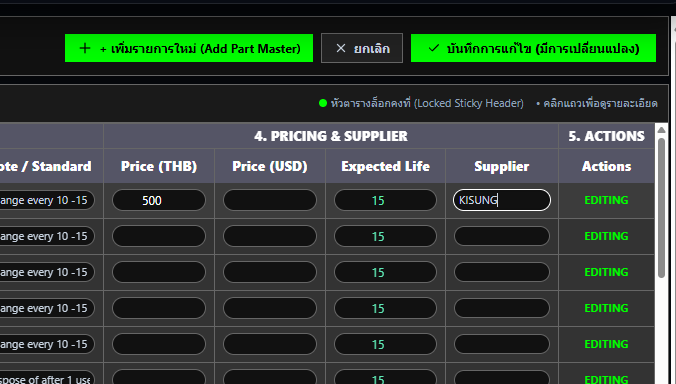 + + เพิ่มรายการใหม่ (Add Part Master) × ยกเลิก ✓ บันทึกการแก้ไข (มีการเปลี่ยนแปลง)
● หัวตารางล็อกคงที่ (Locked Sticky Header) • คลิกแถวเพื่อดูรายละเอียด
4. PRICING & SUPPLIER 5. ACTIONS
ote / Standard Price (THB) Price (USD) Expected Life Supplier Actions
ange every 10 -15 500 15 KISUNG EDITING
ange every 10 -15 15 EDITING
ange every 10 -15 15 EDITING
ange every 10 -15 15 EDITING
ange every 10 -15 15 EDITING
spose of after 1 use 15 EDITING